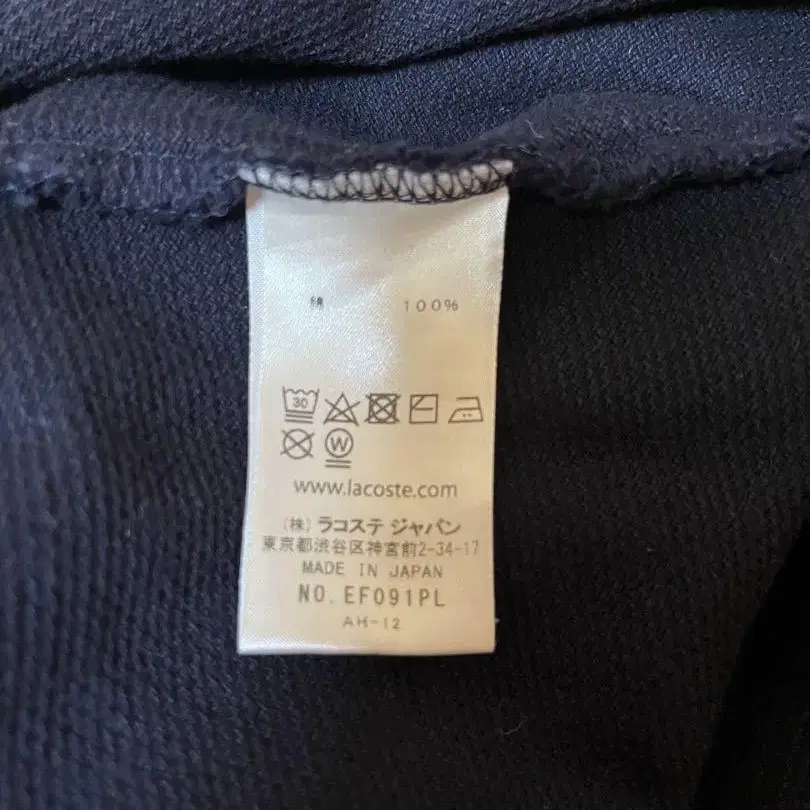 綿 100%
30
W
www.lacoste.com
(株) ラコステ ジャパン
東京都渋谷区神宮前2-34-17
MADE IN JAPAN
NO. EF091PL
AH-12